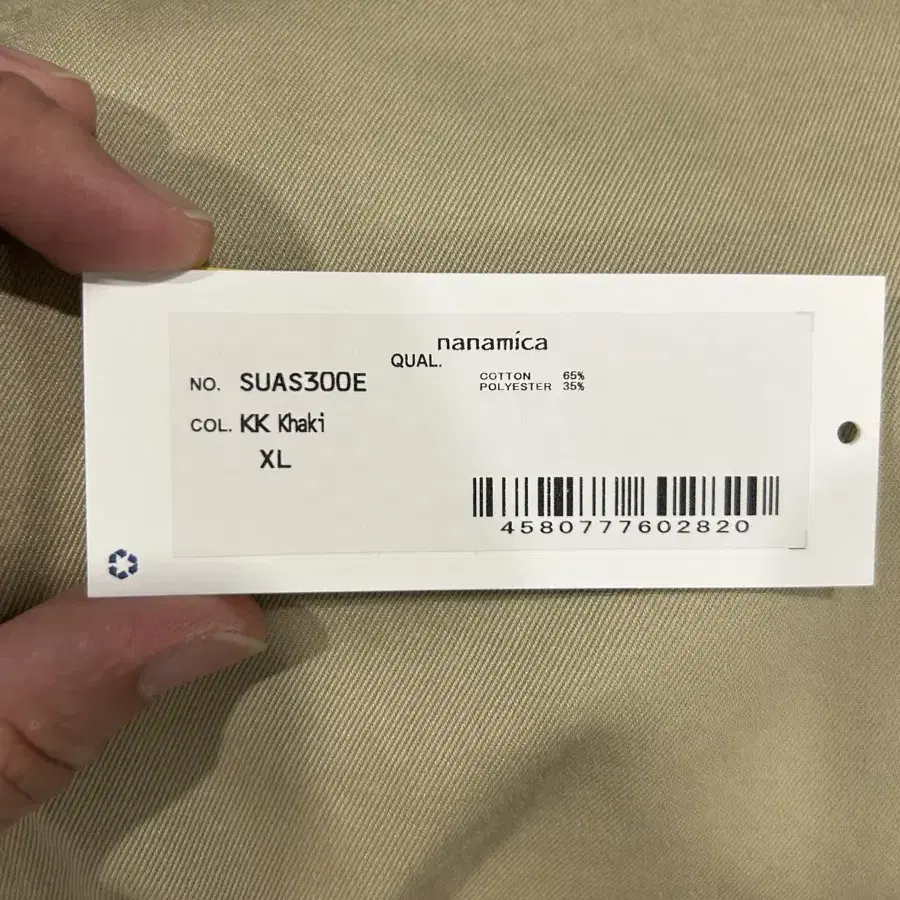 nanamica
QUAL.
NO. SUAS300E
COTTON 65%
POLYESTER 35%
COL. KK Khaki
XL
4580777602820